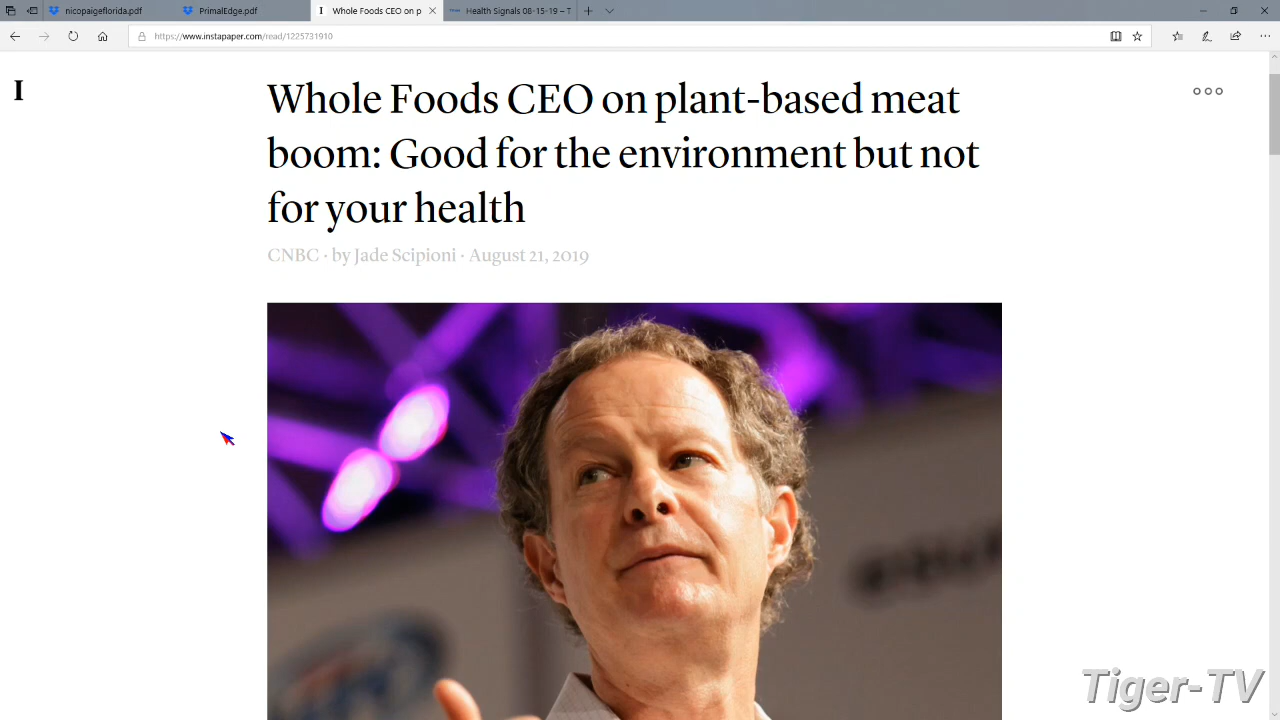 nicopaigeflorida.pdf
PrimalEdge.pdf
I Whole Foods CEO on p
Health Signals 08-15-19 – T
https://www.instapaper.com/read/1225731910
I
Whole Foods CEO on plant-based meat
boom: Good for the environment but not
for your health
CNBC · by Jade Scipioni · August 21, 2019
Tiger-TV